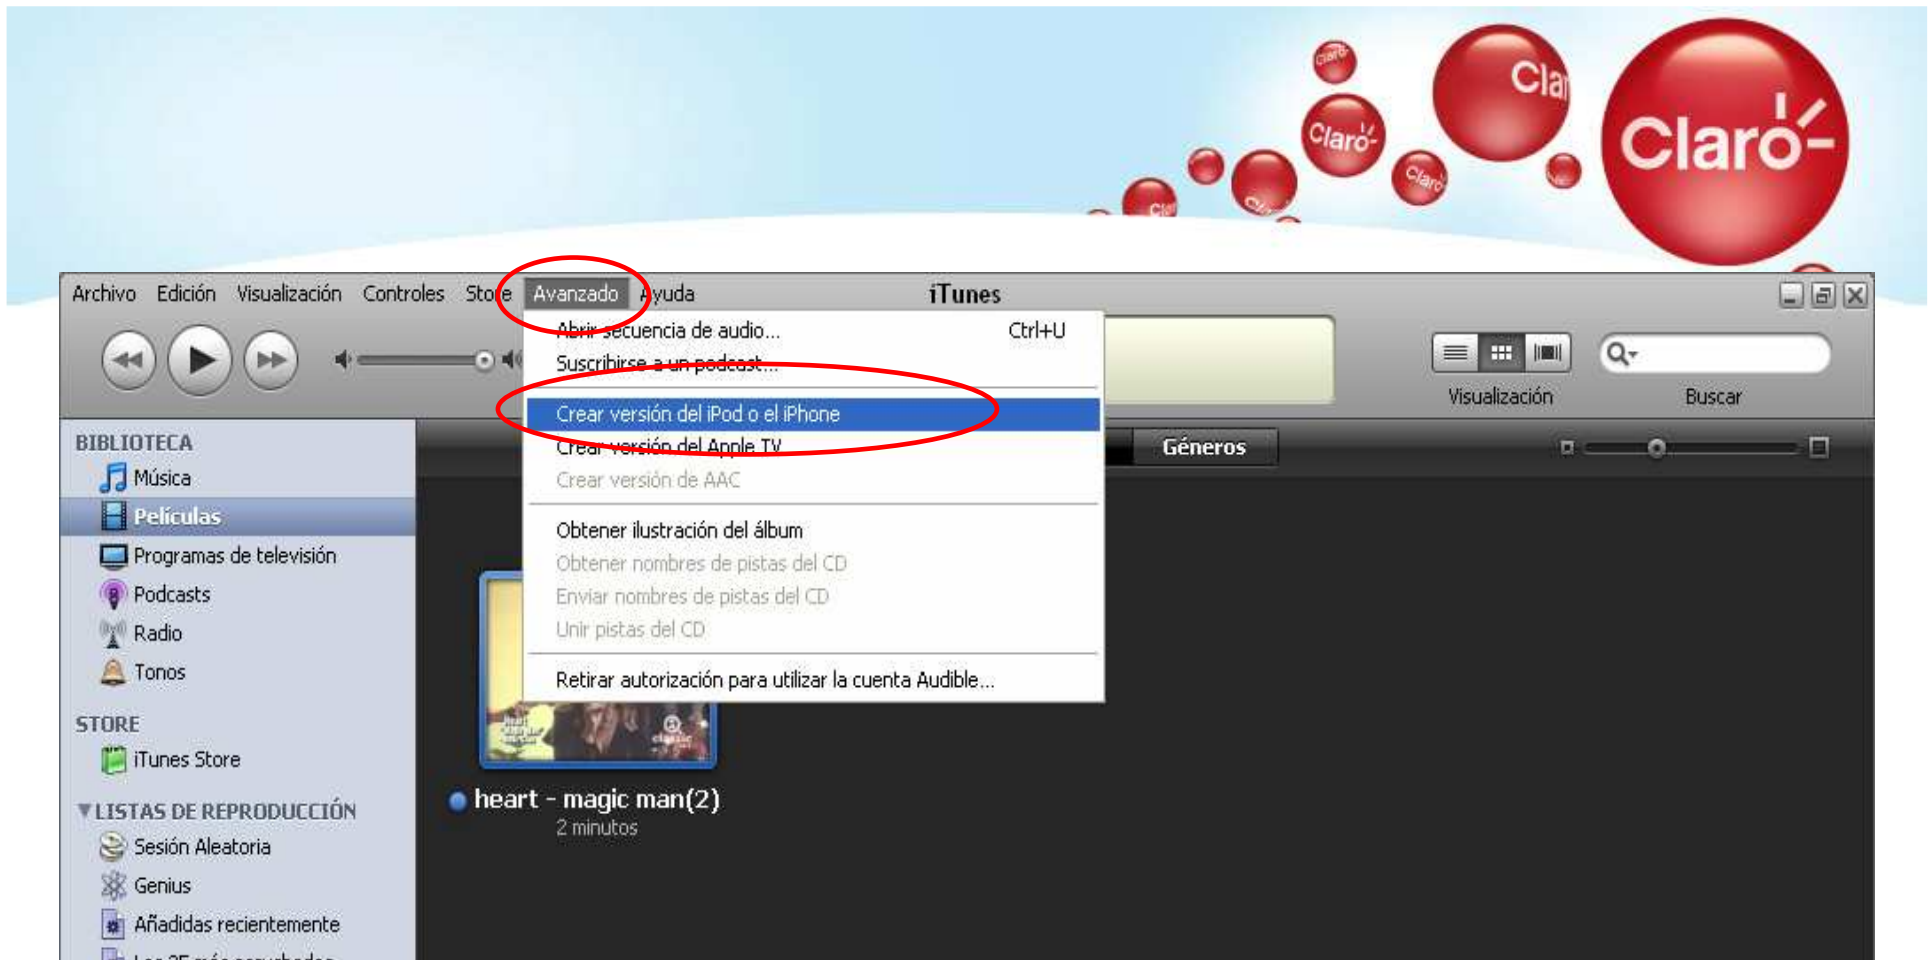 Claro
Clar
Claro
Claro
Claro
Archivo Edición Visualización Controles Store Avanzado Ayuda iTunes
Abrir secuencia de audio... Ctrl+U
Suscribirse a un podcast...
Crear versión del iPod o el iPhone
Crear versión del Apple TV
Crear versión de AAC
Obtener ilustración del álbum
Obtener nombres de pistas del CD
Enviar nombres de pistas del CD
Unir pistas del CD
Retirar autorización para utilizar la cuenta Audible...
Visualización Buscar
Géneros
BIBLIOTECA
Música
Películas
Programas de televisión
Podcasts
Radio
Tonos
STORE
iTunes Store
LISTAS DE REPRODUCCIÓN
Sesión Aleatoria
Genius
Añadidas recientemente
heart - magic man(2)
2 minutos